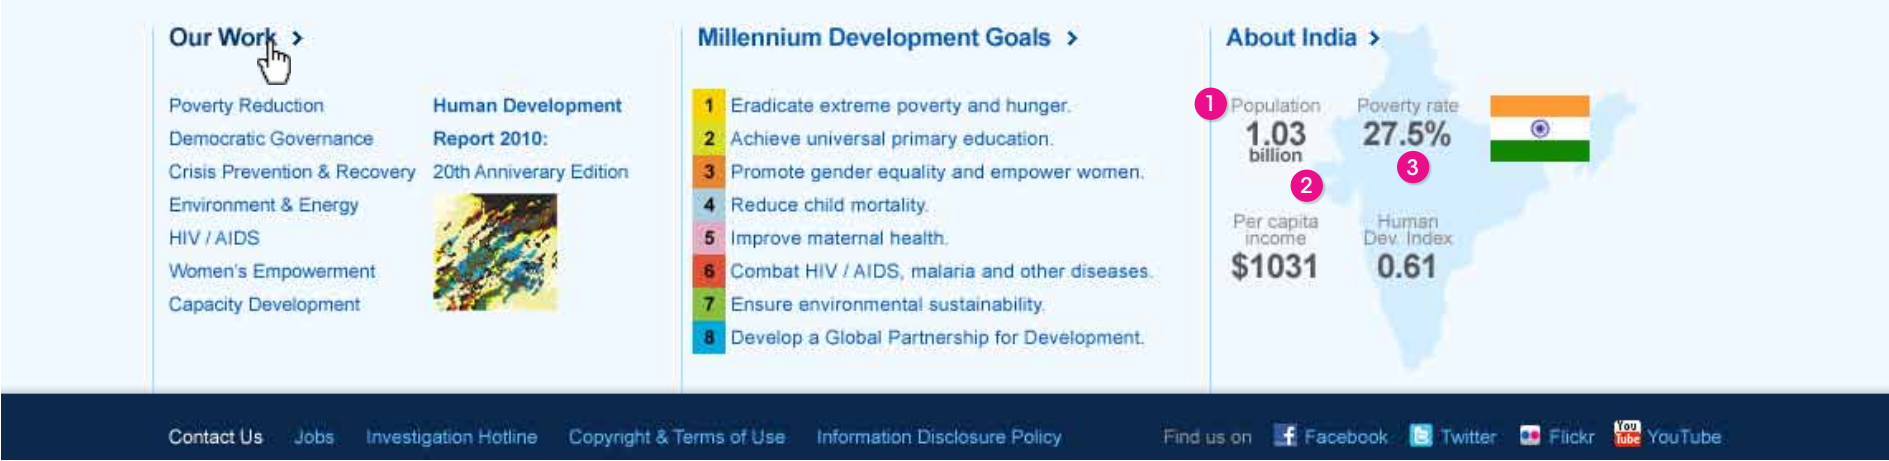 Our Work >
Poverty Reduction
Democratic Governance
Crisis Prevention & Recovery
Environment & Energy
HIV / AIDS
Women's Empowerment
Capacity Development
Human Development
Report 2010:
20th Anniverary Edition
Millennium Development Goals >
1 Eradicate extreme poverty and hunger.
2 Achieve universal primary education.
3 Promote gender equality and empower women.
4 Reduce child mortality.
5 Improve maternal health.
6 Combat HIV / AIDS, malaria and other diseases.
7 Ensure environmental sustainability.
8 Develop a Global Partnership for Development.
About India >
1 Population
1.03
billion
2
Poverty rate
27.5%
3
Per capita
income
$1031
Human
Dev. Index
0.61
Contact Us Jobs Investigation Hotline Copyright & Terms of Use Information Disclosure Policy
Find us on f Facebook t Twitter Flickr You Tube YouTube